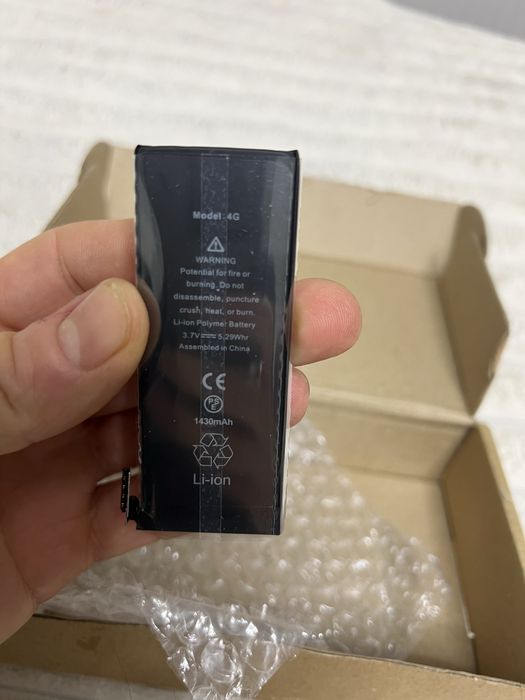 Model: 4G
WARNING
Potential for fire or
burning. Do not
disassemble, puncture
crush, heat, or burn.
Li-ion Polymer Battery
3.7V⎓5.29Whr
Assembled in China
CE
PS
E
1430mAh
Li-ion